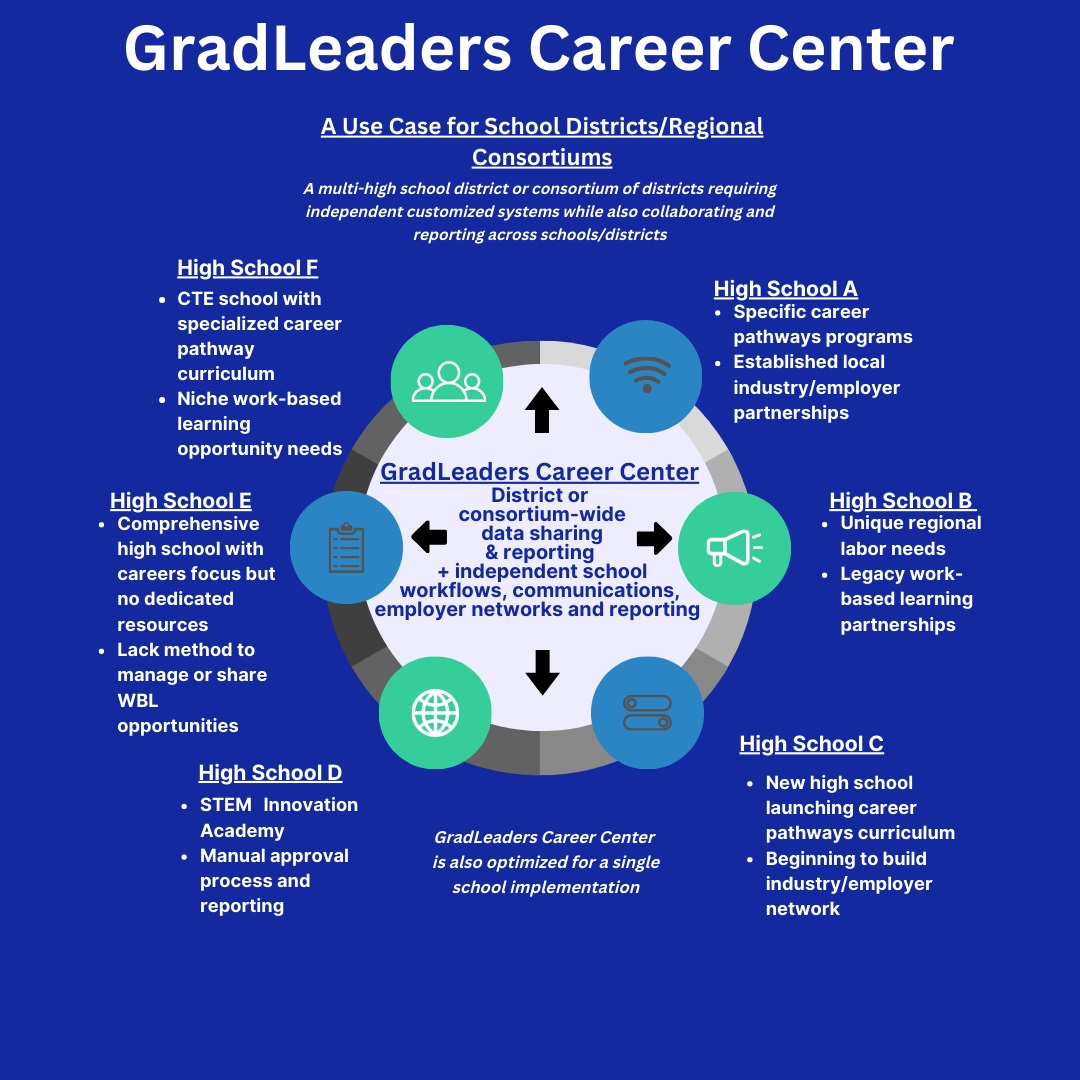 GradLeaders Career Center
A Use Case for School Districts/Regional
Consortiums
A multi-high school district or consortium of districts requiring
independent customized systems while also collaborating and
reporting across schools/districts
High School F
• CTE school with
specialized career
pathway
curriculum
• Niche work-based
learning
opportunity needs
High School A
• Specific career
pathways programs
• Established local
industry/employer
partnerships
High School E
• Comprehensive
high school with
careers focus but
no dedicated
resources
• Lack method to
manage or share
WBL
opportunities
GradLeaders Career Center
District or
consortium-wide
data sharing
& reporting
+ independent school
workflows, communications,
employer networks and reporting
High School B
• Unique regional
labor needs
• Legacy work-
based learning
partnerships
High School D
• STEM Innovation
Academy
• Manual approval
process and
reporting
GradLeaders Career Center
is also optimized for a single
school implementation
High School C
• New high school
launching career
pathways curriculum
• Beginning to build
industry/employer
network